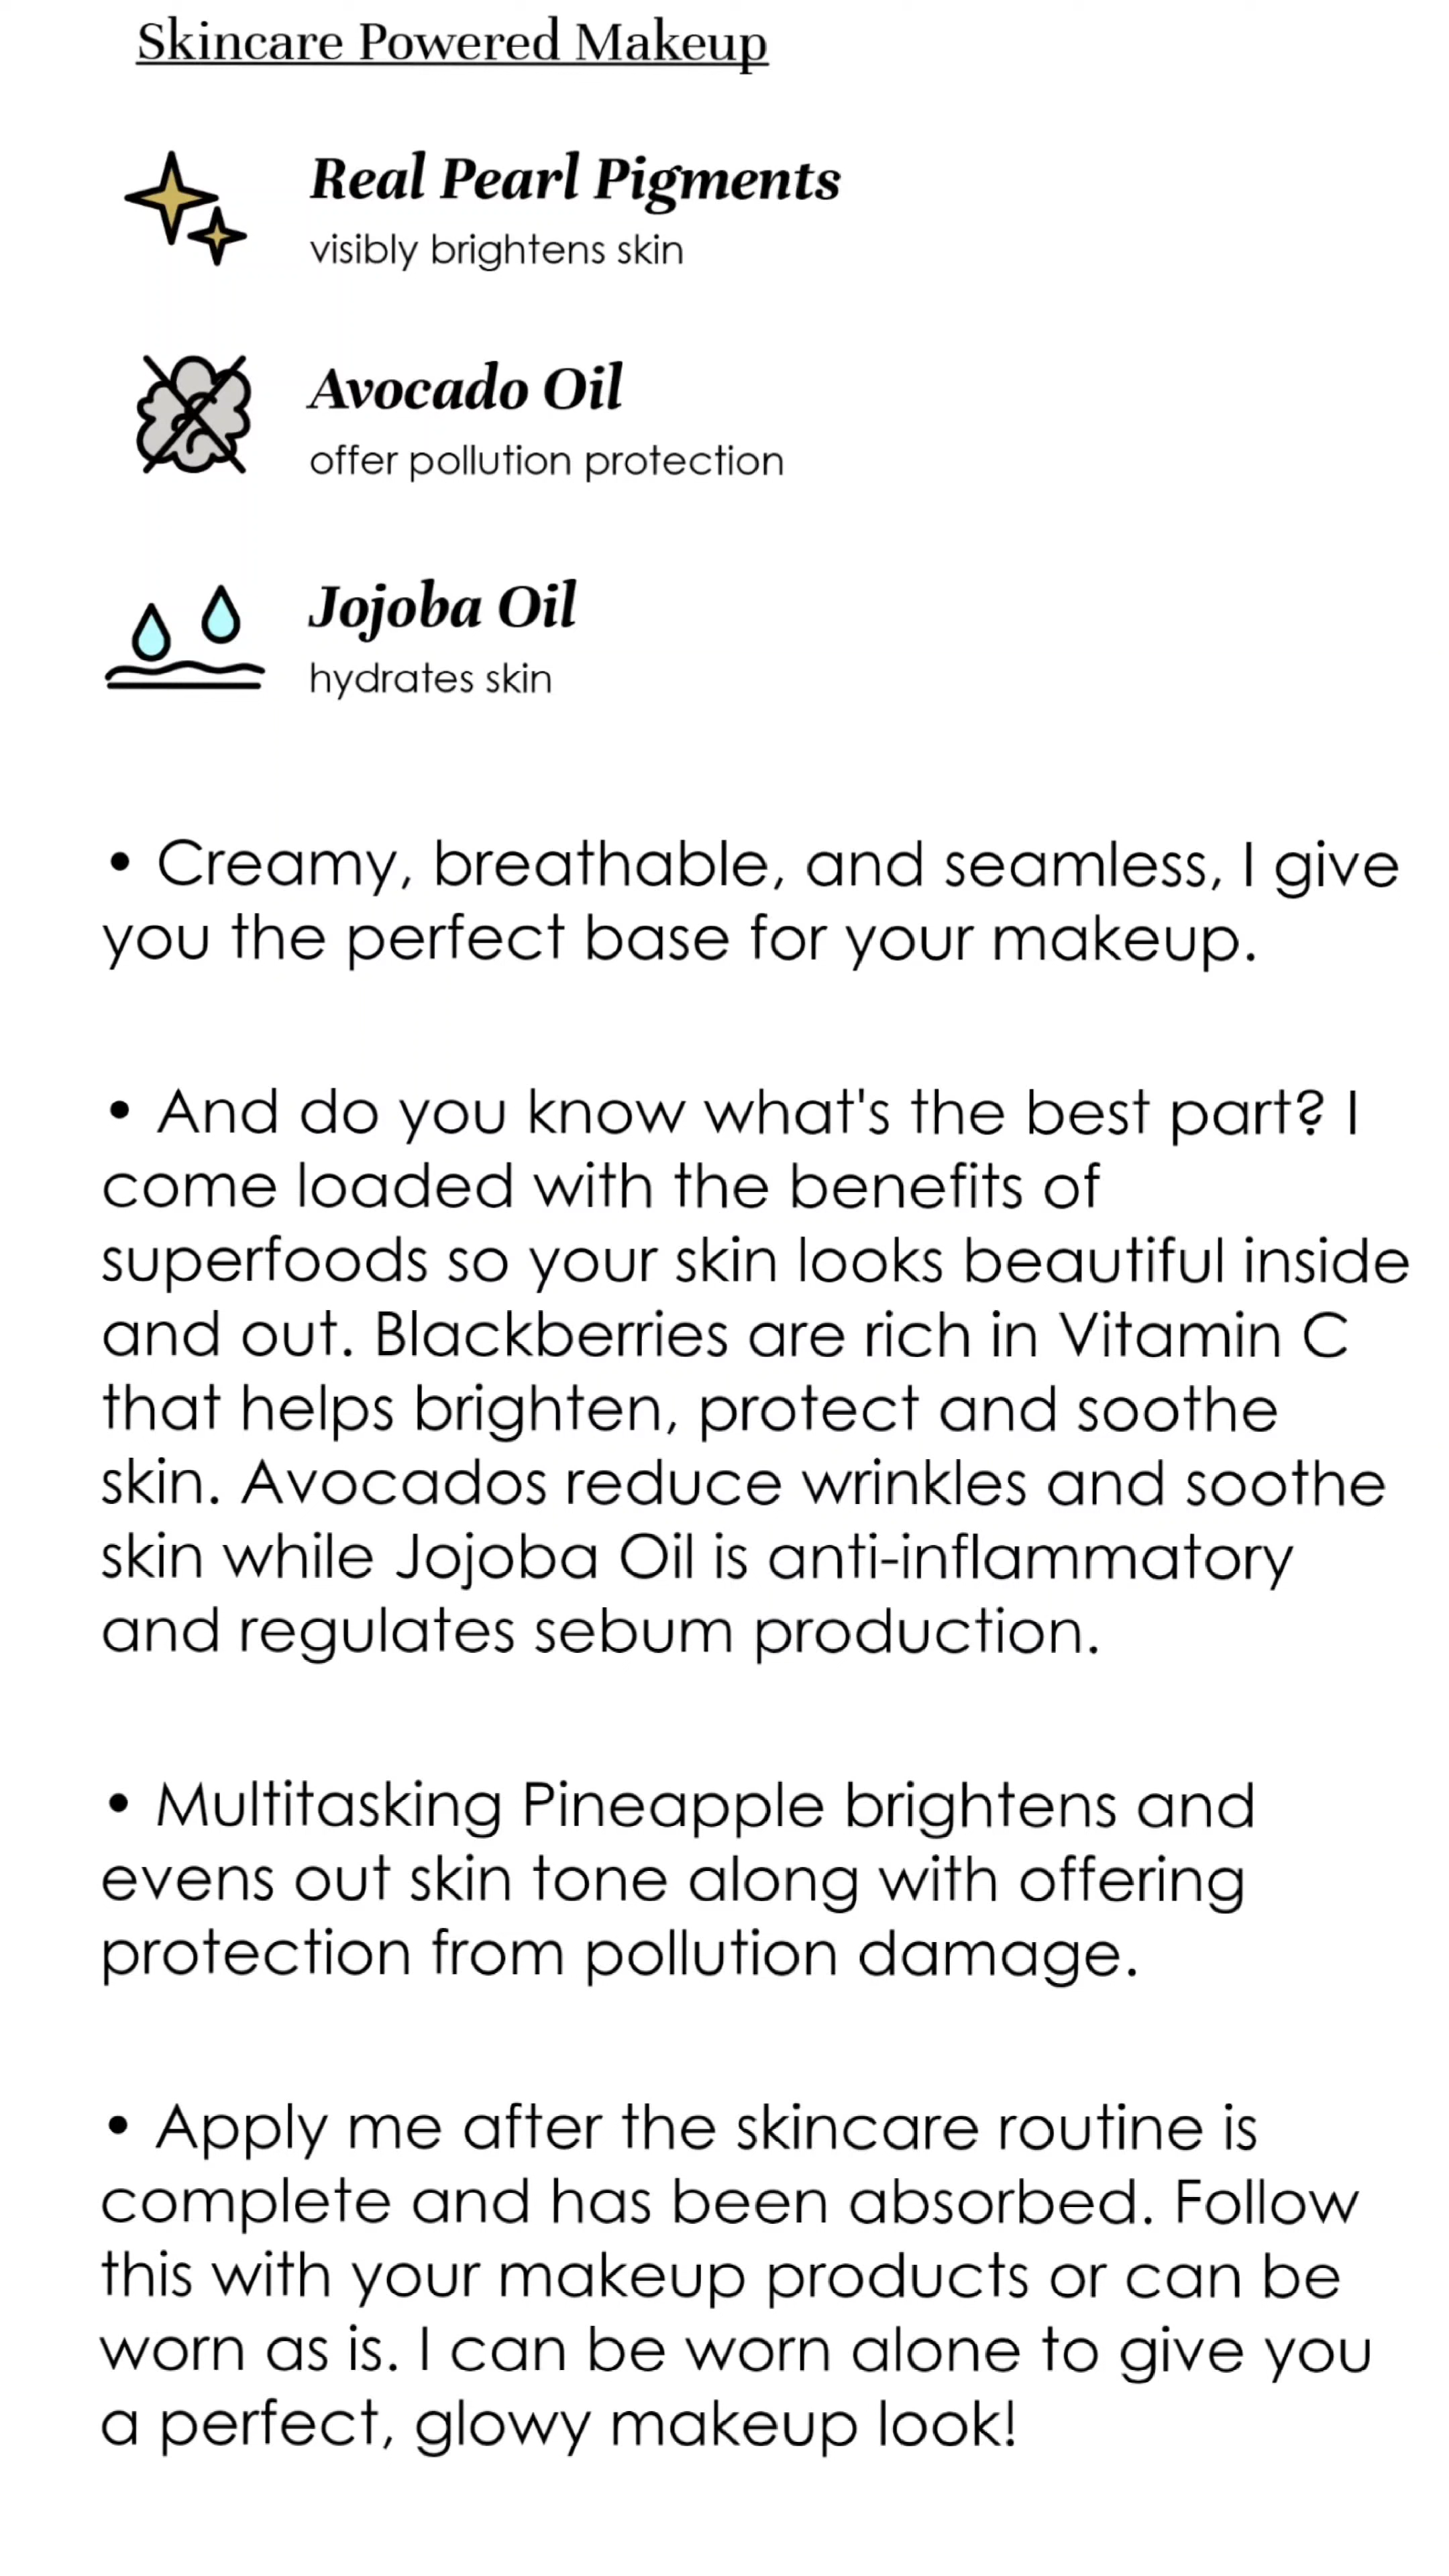 Skincare Powered Makeup
Real Pearl Pigments
visibly brightens skin
Avocado Oil
offer pollution protection
Jojoba Oil
hydrates skin
• Creamy, breathable, and seamless, I give
you the perfect base for your makeup.
• And do you know what's the best part? I
come loaded with the benefits of
superfoods so your skin looks beautiful inside
and out. Blackberries are rich in Vitamin C
that helps brighten, protect and soothe
skin. Avocados reduce wrinkles and soothe
skin while Jojoba Oil is anti-inflammatory
and regulates sebum production.
• Multitasking Pineapple brightens and
evens out skin tone along with offering
protection from pollution damage.
• Apply me after the skincare routine is
complete and has been absorbed. Follow
this with your makeup products or can be
worn as is. I can be worn alone to give you
a perfect, glowy makeup look!